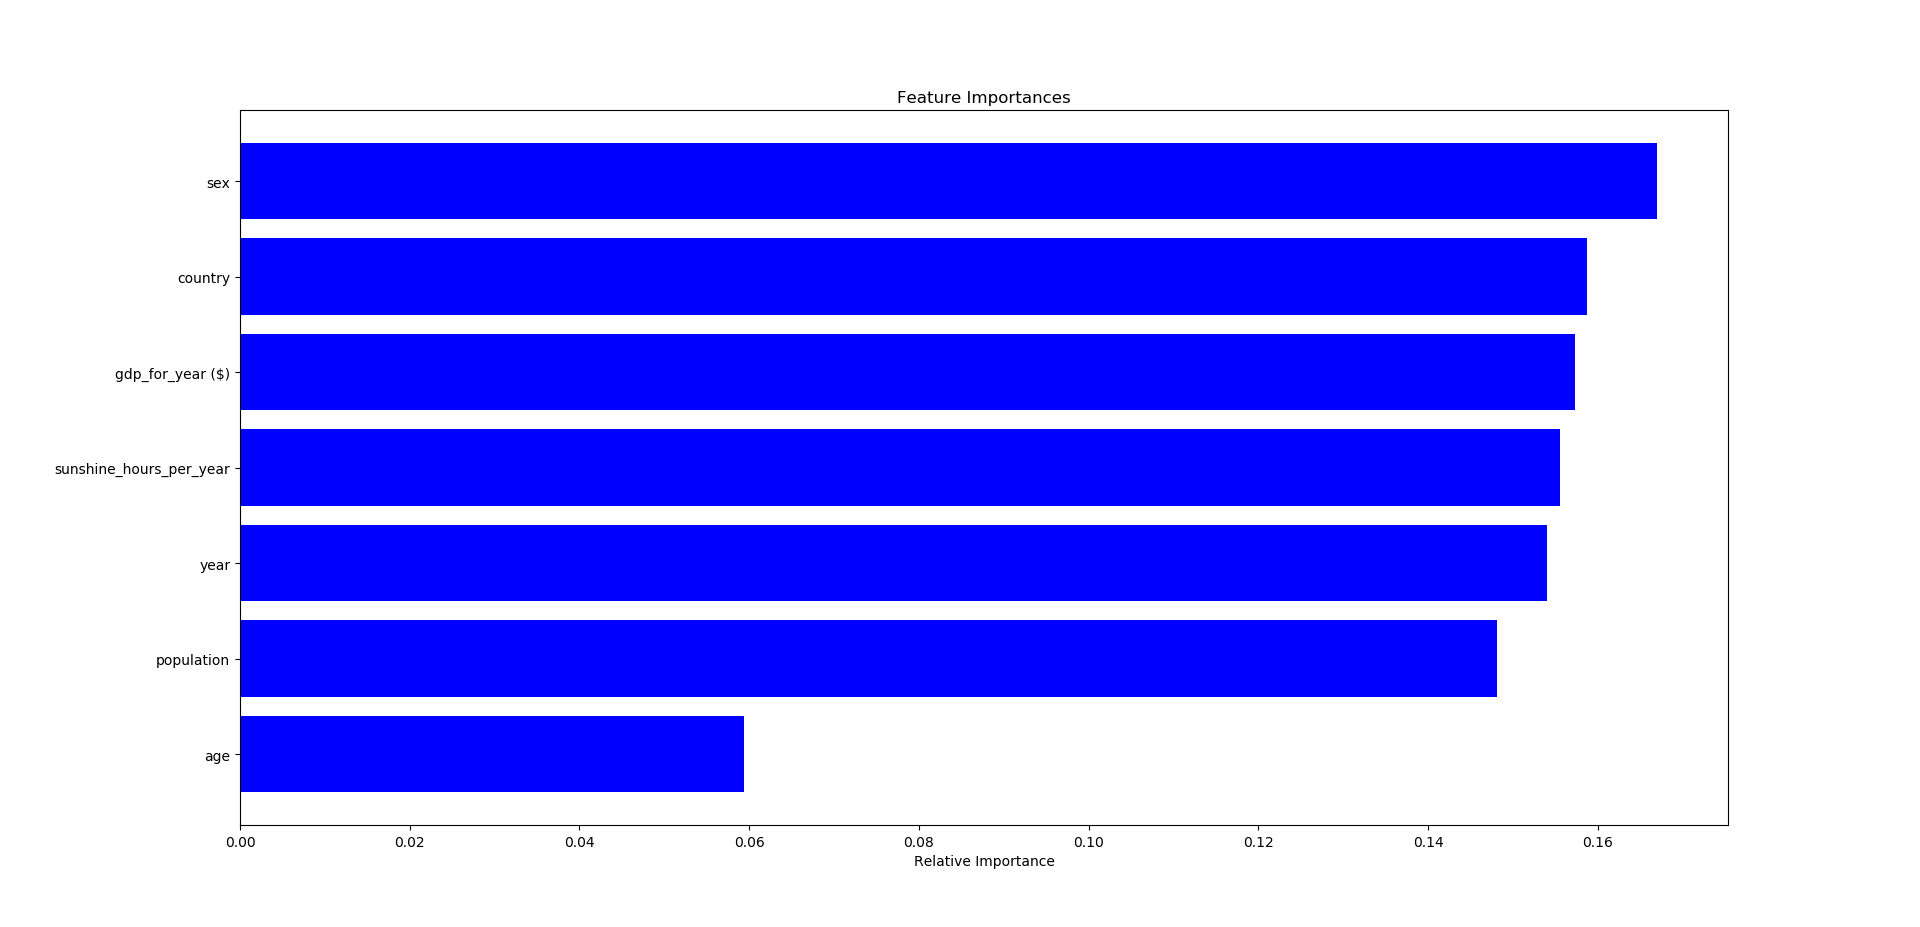 Feature Importances
sex
country
gdp_for_year ($)
sunshine_hours_per_year
year
population
age
0.00 0.02 0.04 0.06 0.08 0.10 0.12 0.14 0.16
Relative Importance